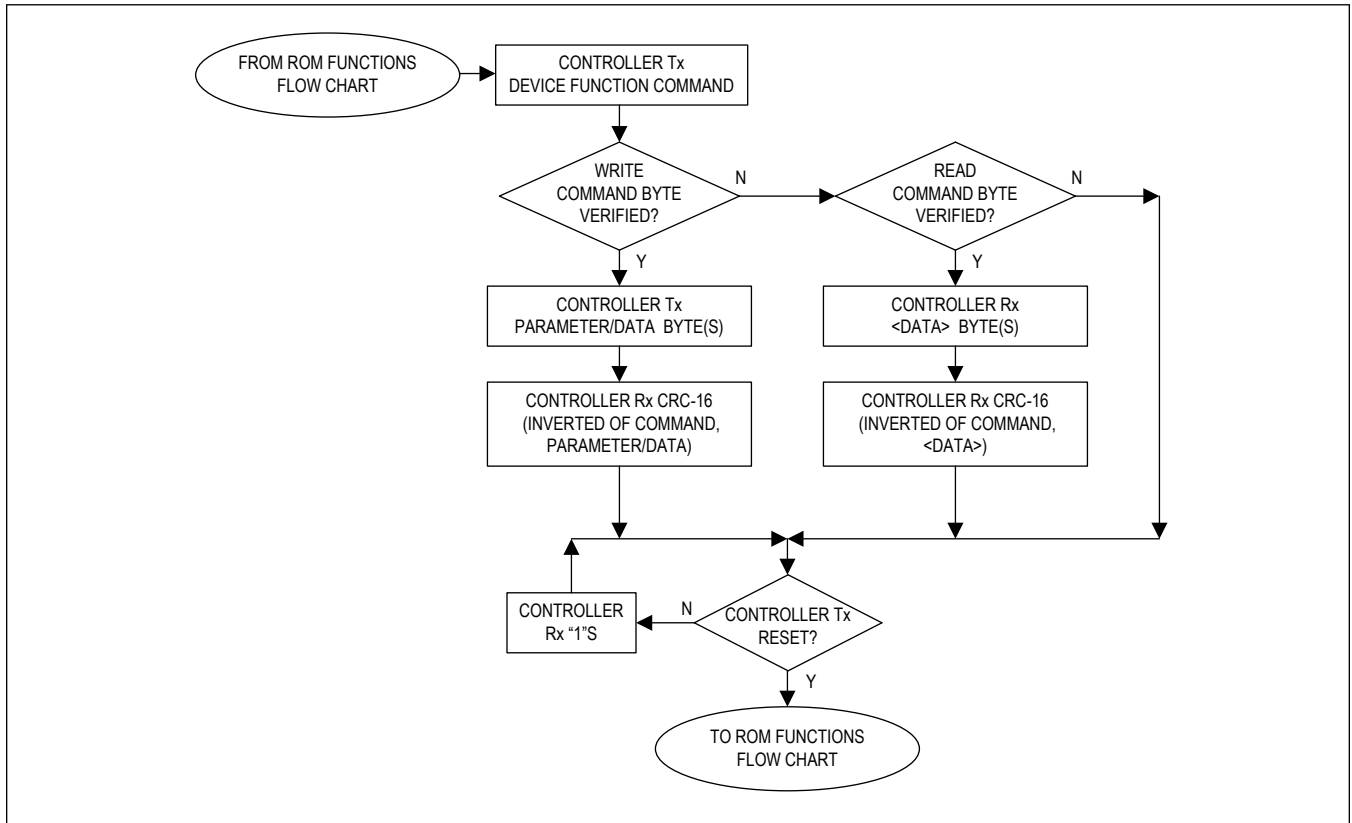 FROM ROM FUNCTIONS
FLOW CHART
CONTROLLER Tx
DEVICE FUNCTION COMMAND
WRITE
COMMAND BYTE
VERIFIED?
N
READ
COMMAND BYTE
VERIFIED?
N
Y
Y
CONTROLLER Tx
PARAMETER/DATA BYTE(S)
CONTROLLER Rx
<DATA> BYTE(S)
CONTROLLER Rx CRC-16
(INVERTED OF COMMAND,
PARAMETER/DATA)
CONTROLLER Rx CRC-16
(INVERTED OF COMMAND,
<DATA>)
CONTROLLER
Rx “1”S
N
CONTROLLER Tx
RESET?
Y
TO ROM FUNCTIONS
FLOW CHART